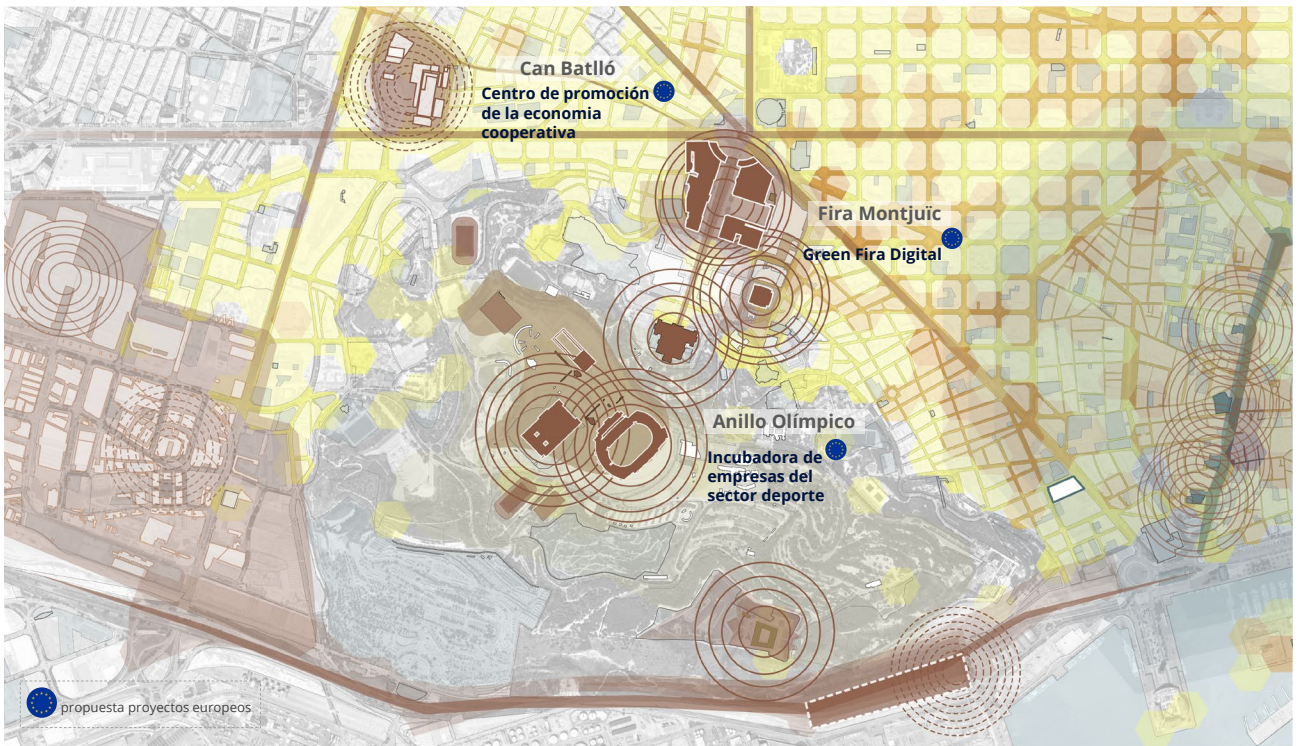 Can Batlló
Centro de promoción
de la economia
cooperativa
Fira Montjuïc
Green Fira Digital
Anillo Olímpico
Incubadora de
empresas del
sector deporte
propuesta proyectos europeos